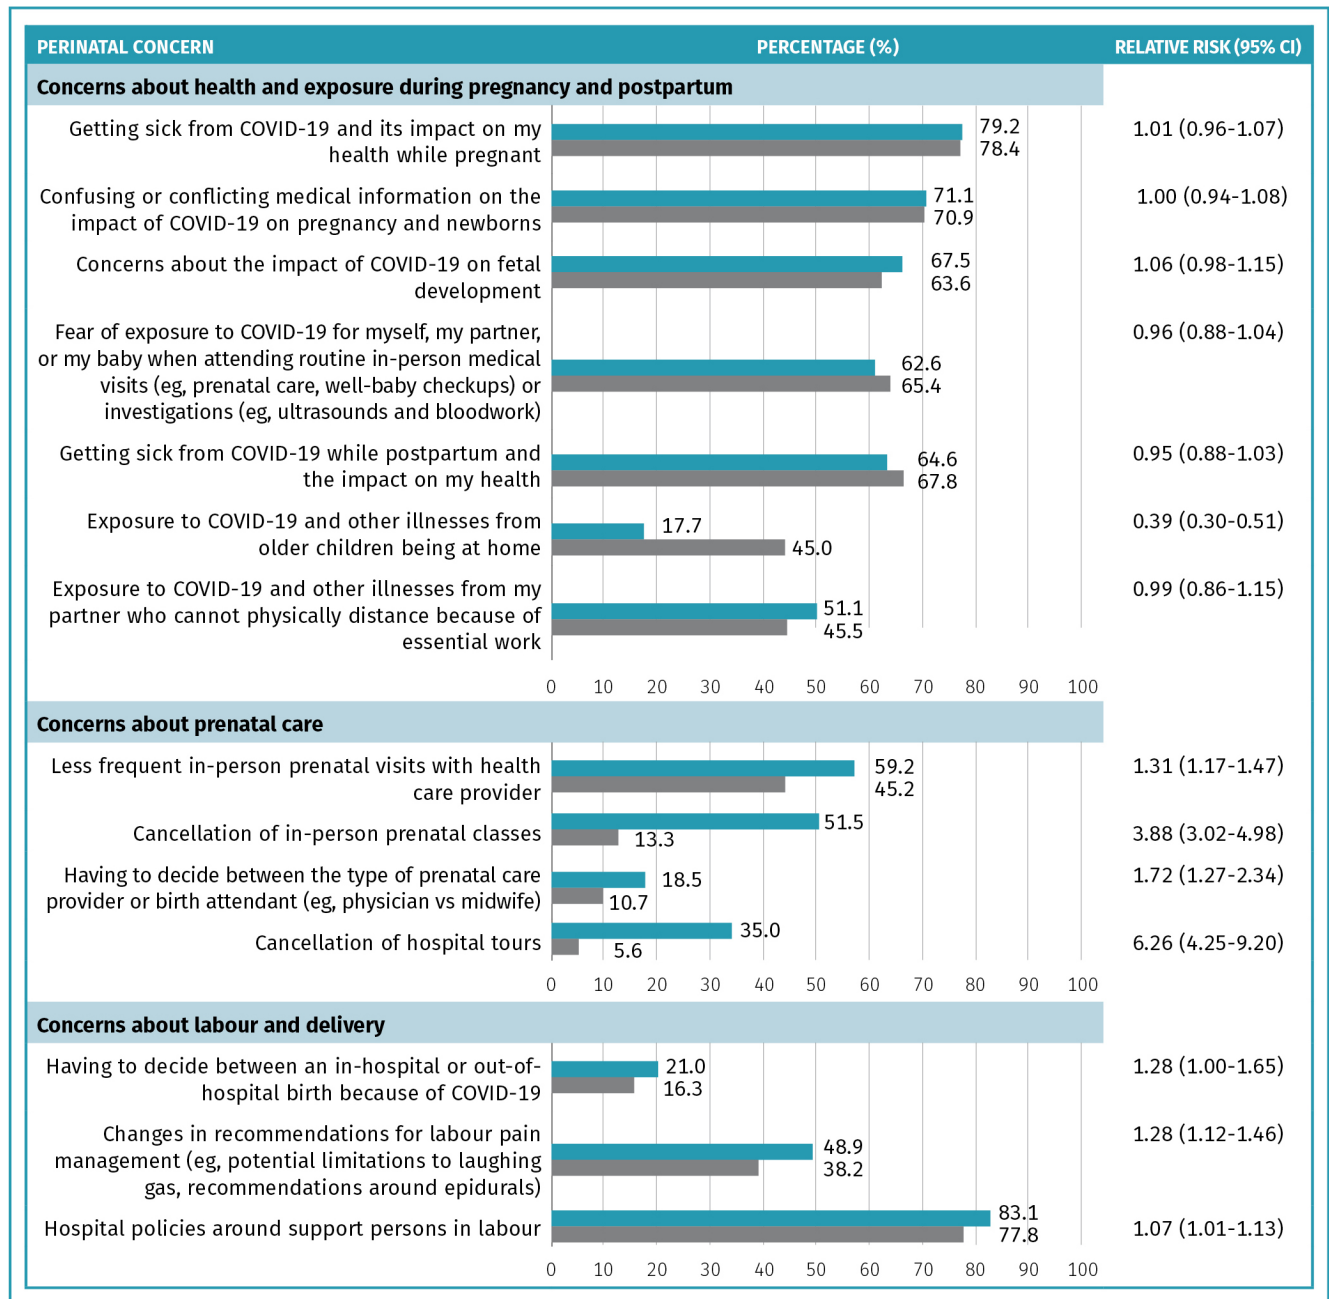 PERINATAL CONCERN PERCENTAGE (%) RELATIVE RISK (95% CI)
Concerns about health and exposure during pregnancy and postpartum
Getting sick from COVID-19 and its impact on my
health while pregnant
79.2
78.4
1.01 (0.96-1.07)
Confusing or conflicting medical information on the
impact of COVID-19 on pregnancy and newborns
71.1
70.9
1.00 (0.94-1.08)
Concerns about the impact of COVID-19 on fetal
development
67.5
63.6
1.06 (0.98-1.15)
Fear of exposure to COVID-19 for myself, my partner,
or my baby when attending routine in-person medical
visits (eg, prenatal care, well-baby checkups) or
investigations (eg, ultrasounds and bloodwork)
62.6
65.4
0.96 (0.88-1.04)
Getting sick from COVID-19 while postpartum and
the impact on my health
64.6
67.8
0.95 (0.88-1.03)
Exposure to COVID-19 and other illnesses from
older children being at home
17.7
45.0
0.39 (0.30-0.51)
Exposure to COVID-19 and other illnesses from my
partner who cannot physically distance because of
essential work
51.1
45.5
0.99 (0.86-1.15)
0 10 20 30 40 50 60 70 80 90 100
Concerns about prenatal care
Less frequent in-person prenatal visits with health
care provider
59.2
45.2
1.31 (1.17-1.47)
Cancellation of in-person prenatal classes
51.5
13.3
3.88 (3.02-4.98)
Having to decide between the type of prenatal care
provider or birth attendant (eg, physician vs midwife)
18.5
10.7
1.72 (1.27-2.34)
Cancellation of hospital tours
35.0
5.6
6.26 (4.25-9.20)
0 10 20 30 40 50 60 70 80 90 100
Concerns about labour and delivery
Having to decide between an in-hospital or out-of-
hospital birth because of COVID-19
21.0
16.3
1.28 (1.00-1.65)
Changes in recommendations for labour pain
management (eg, potential limitations to laughing
gas, recommendations around epidurals)
48.9
38.2
1.28 (1.12-1.46)
Hospital policies around support persons in labour
83.1
77.8
1.07 (1.01-1.13)
0 10 20 30 40 50 60 70 80 90 100